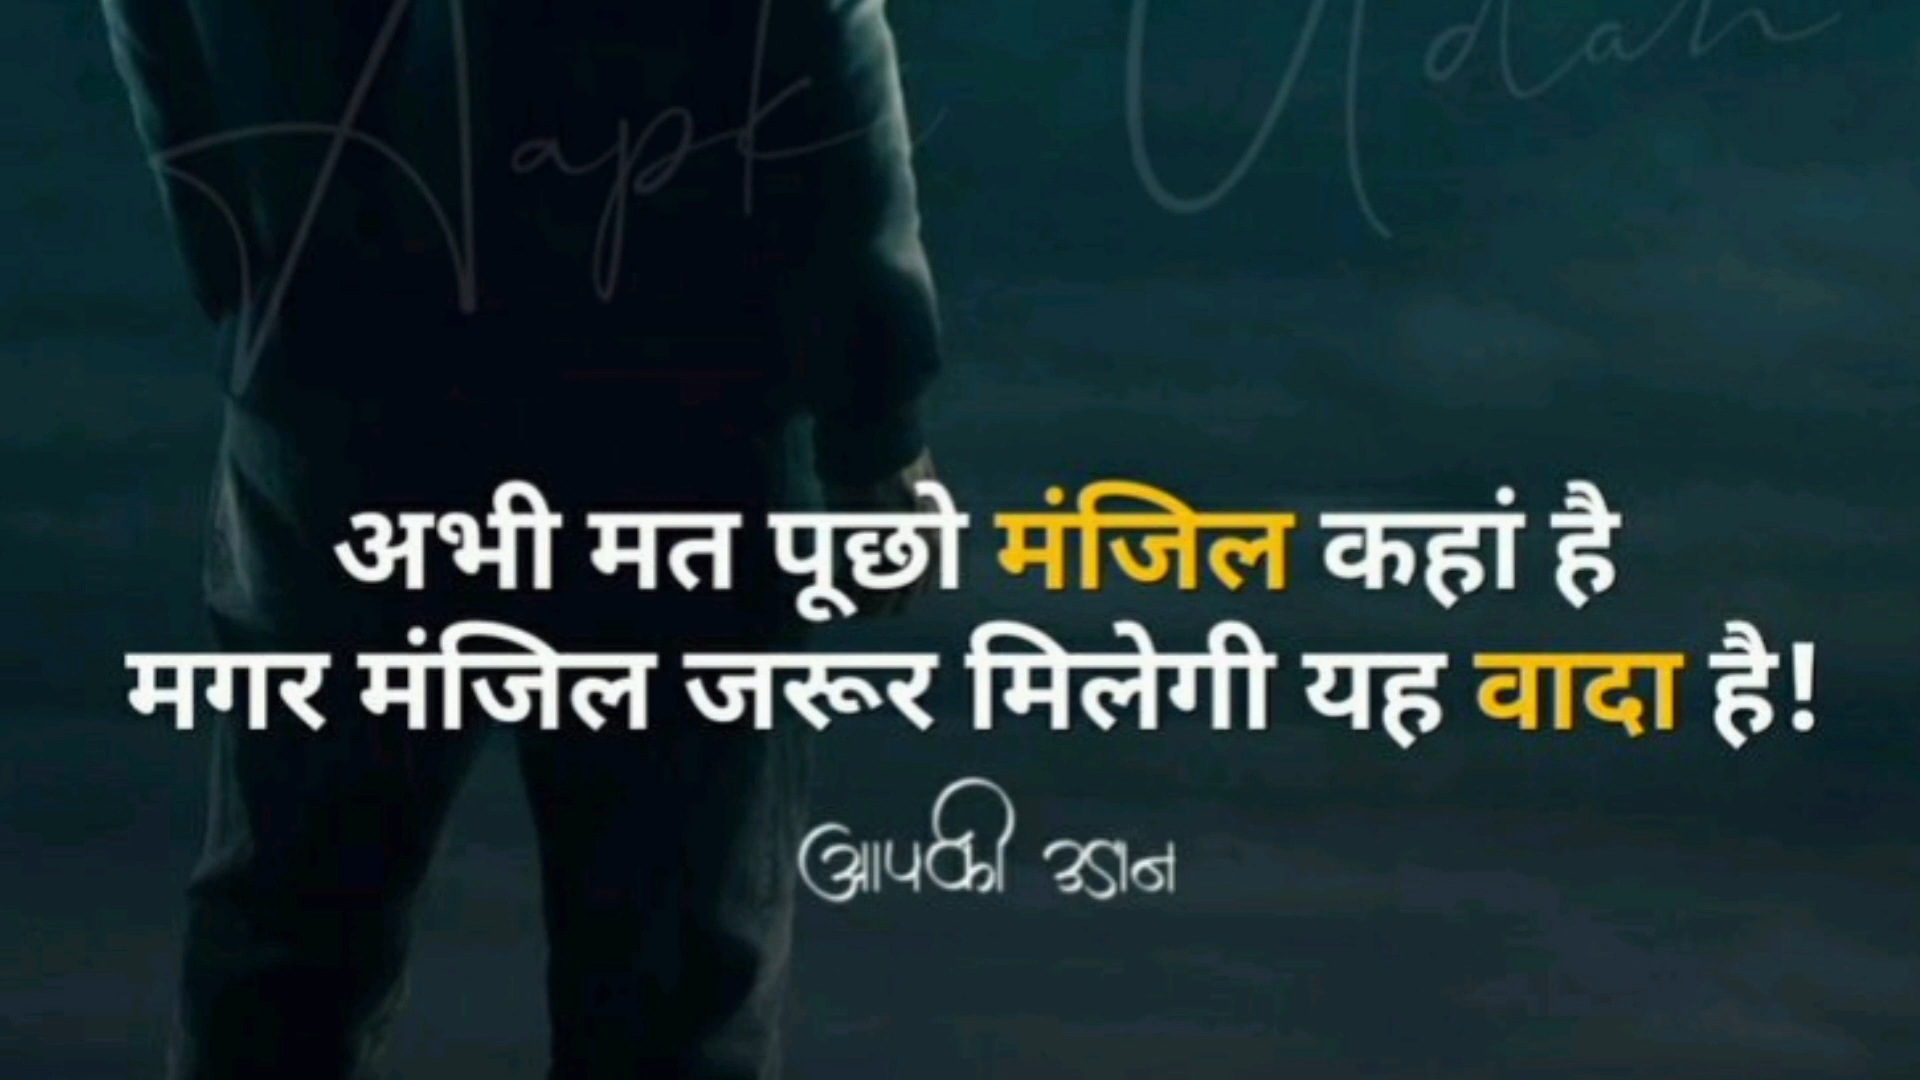 Aapki Udan
अभी मत पूछो मंजिल कहां है
मगर मंजिल जरूर मिलेगी यह वादा है!
आपकी उडान